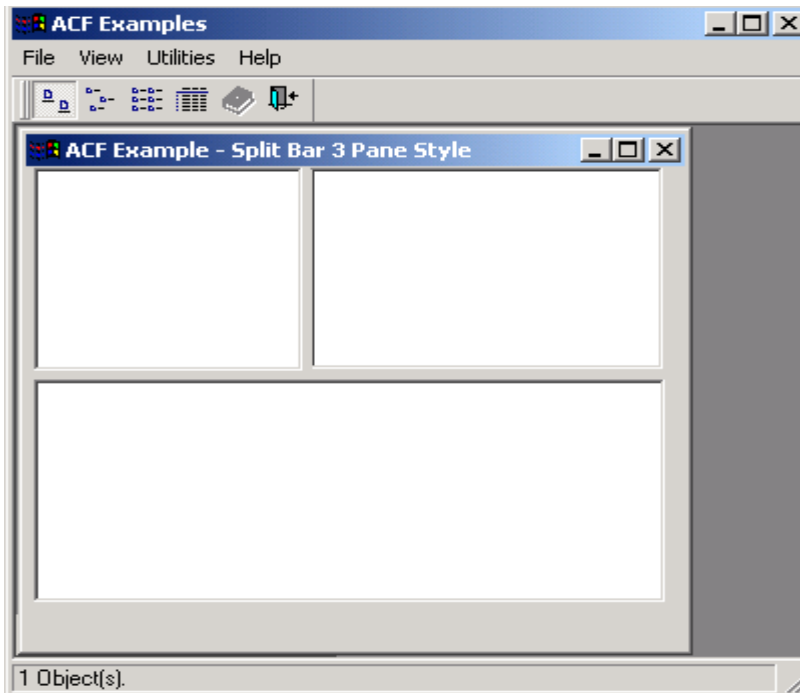 ACF Examples
File View Utilities Help
ACF Example - Split Bar 3 Pane Style
1 Object(s).